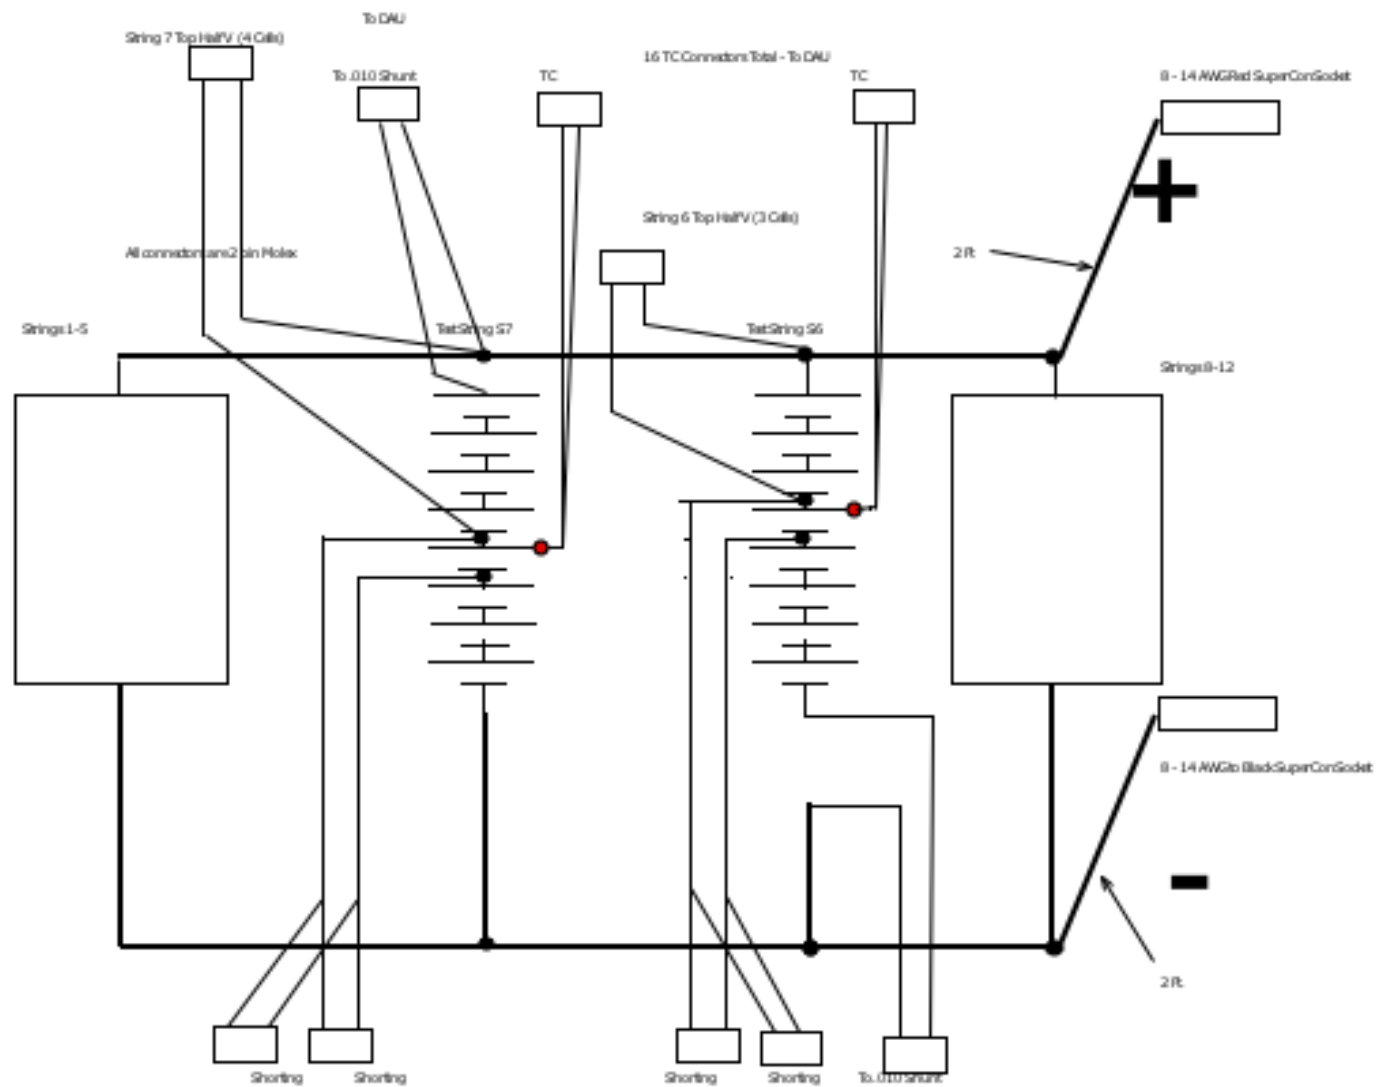 To DAU
String 7 Top Half V (4 Cells)
16 TC Connectors Total - To DAU
To .010 Shunt
TC
TC
8 - 14 AWG Red SuperCon Socket
String 6 Top Half V (3 Cells)
All connectors are 2 pin Molex
2 Ft
Strings 1-5
Test String S7
Test String S6
Strings 8-12
+
8 - 14 AWG to Black SuperCon Socket
-
2 Ft.
Shorting
Shorting
Shorting
Shorting
To .010 Shunt